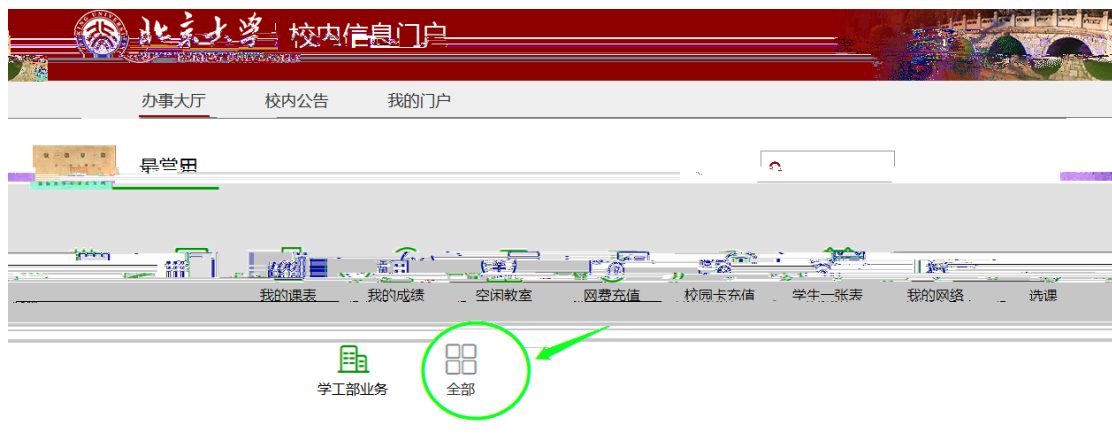 北京大学 校内信息门户
办事大厅 校内公告 我的门户
最常用
我的课表 我的成绩 空闲教室 网费充值 校园卡充值 学生一张表 我的网络 选课
学工部业务 全部